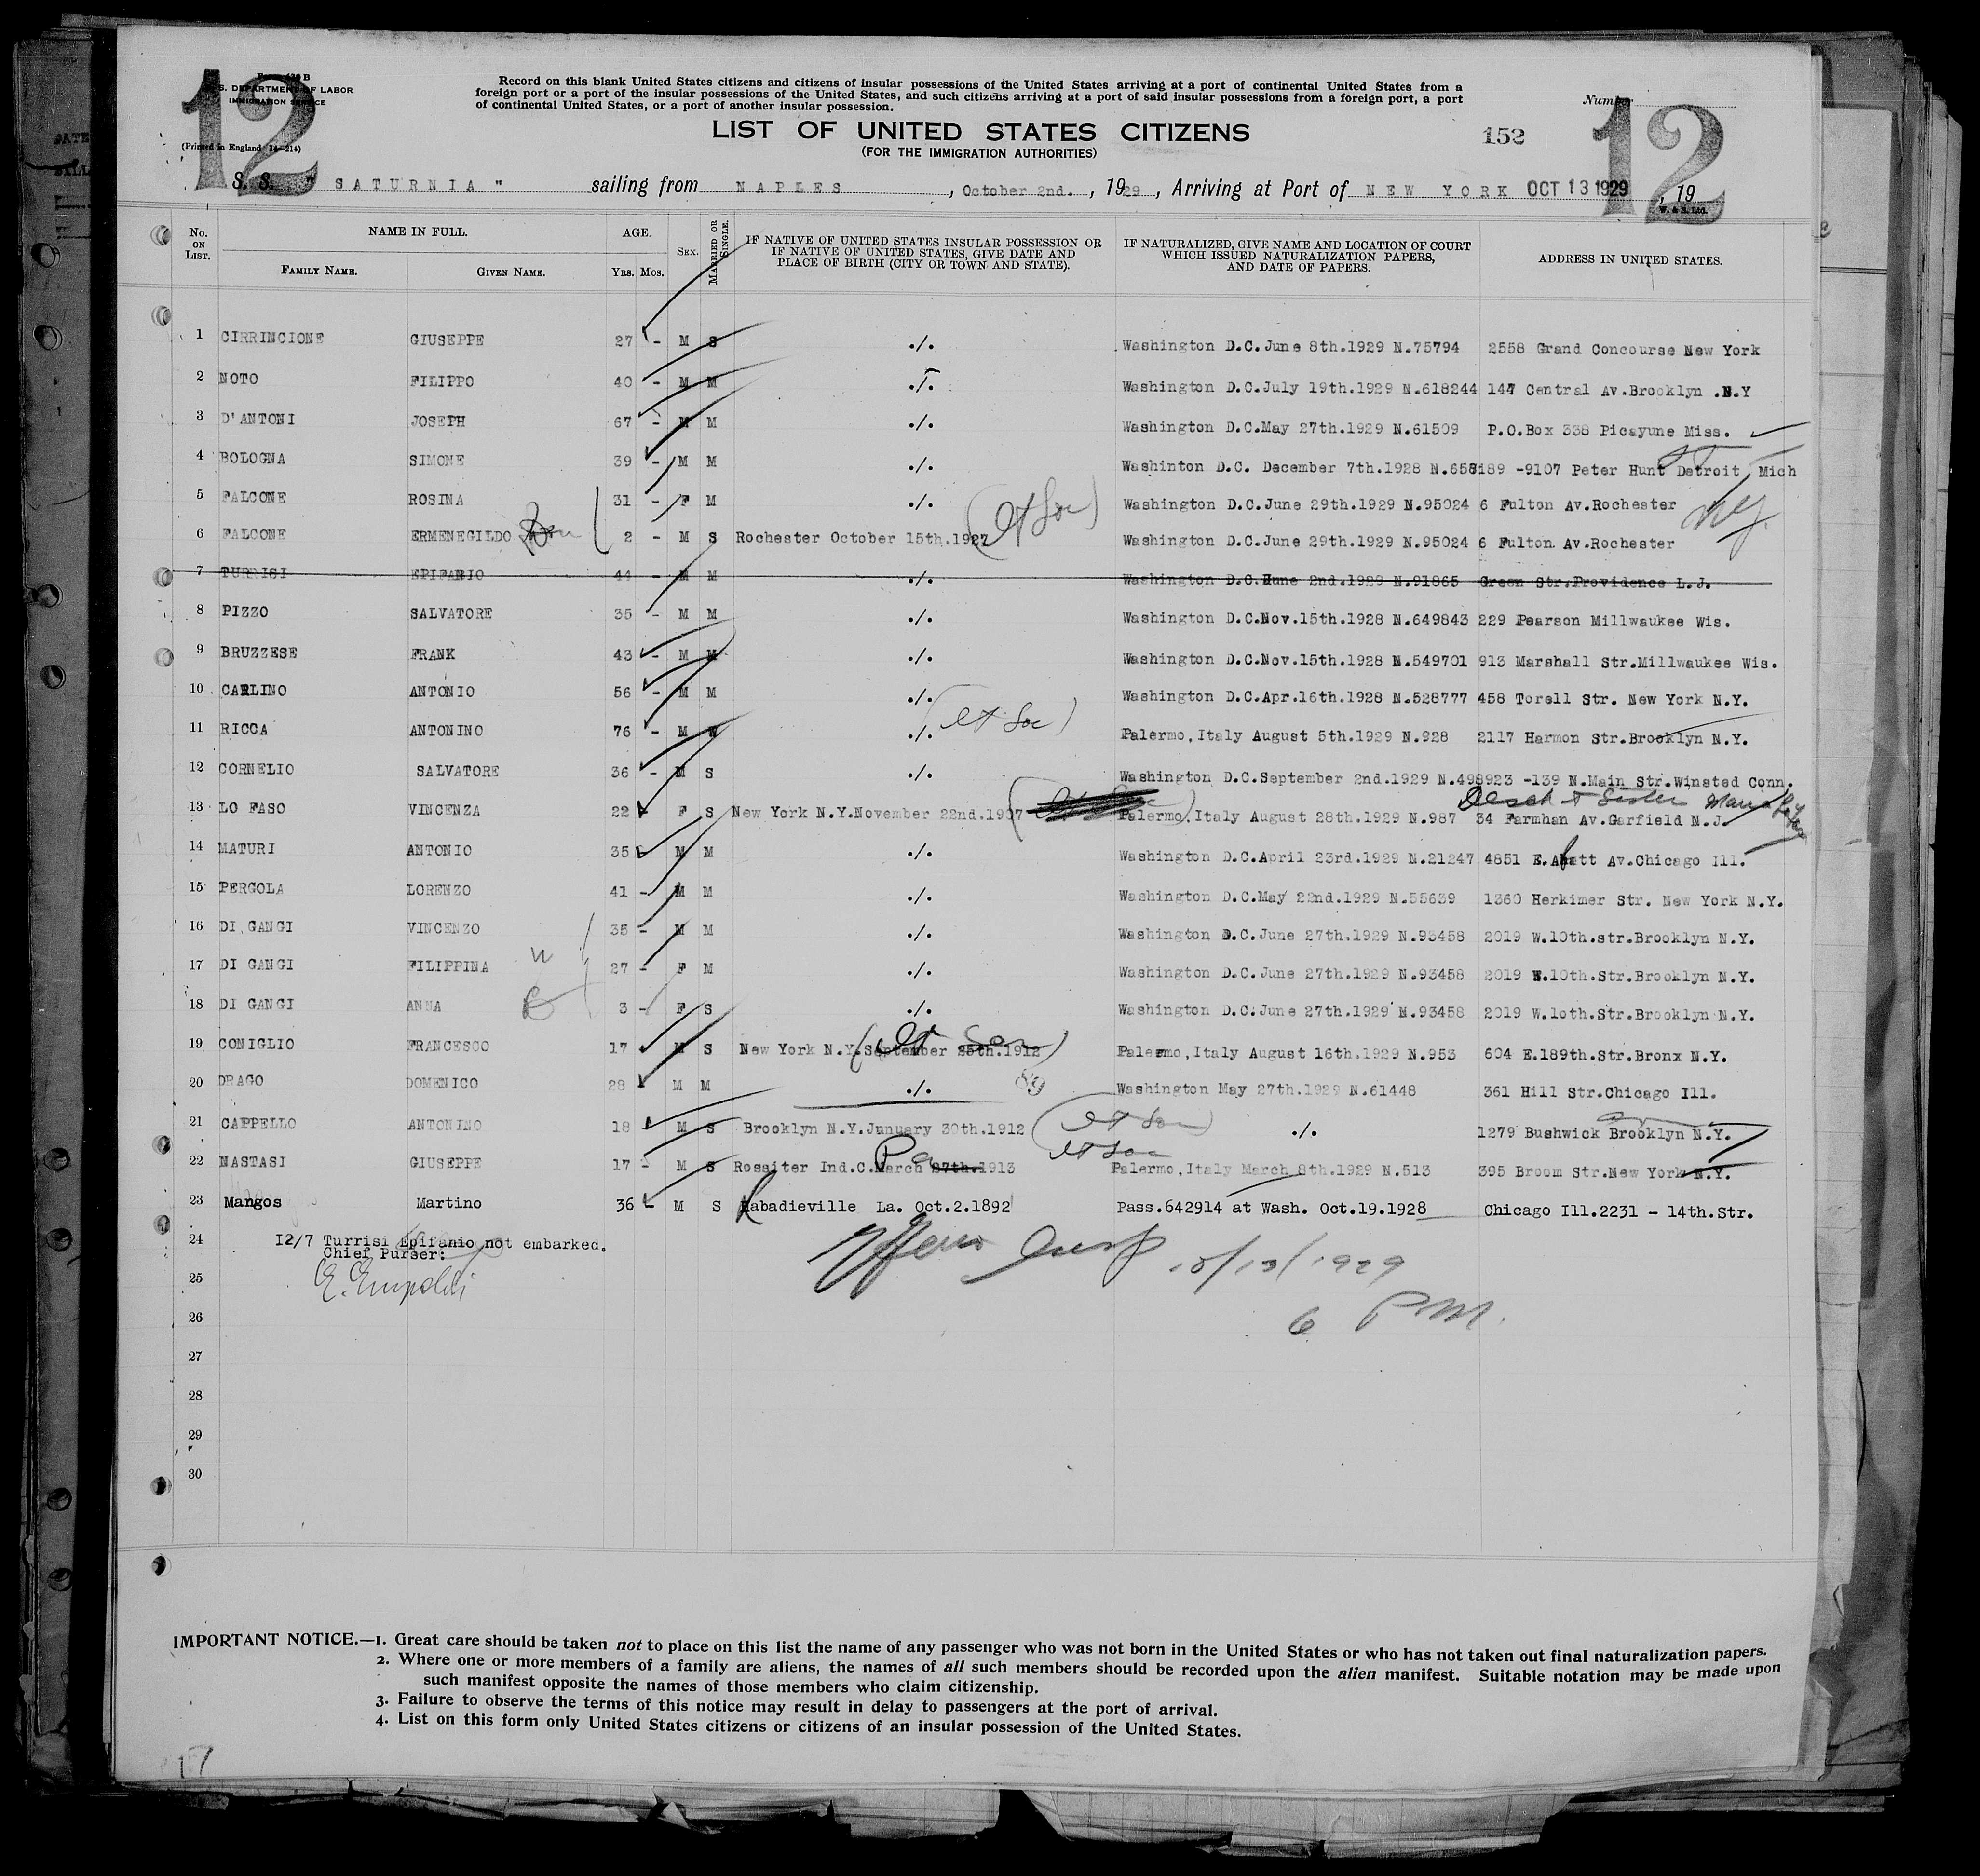 12
Form 630 B
U.S. DEPARTMENT OF LABOR
IMMIGRATION SERVICE
(Printed in England 14-214)
Record on this blank United States citizens and citizens of insular possessions of the United States arriving at a port of continental United States from a
foreign port or a port of the insular possessions of the United States, and such citizens arriving at a port of said insular possessions from a foreign port, a port
of continental United States, or a port of another insular possession.
Number
12
LIST OF UNITED STATES CITIZENS
152
(FOR THE IMMIGRATION AUTHORITIES)
S. S. " SATURNIA " sailing from NAPLES, October 2nd., 1929, Arriving at Port of NEW YORK OCT 13 1929, 19
W. & S. Ltd.
No. ON LIST. NAME IN FULL. FAMILY NAME. GIVEN NAME. AGE. YRS. MOS. SEX. MARRIED OR SINGLE. IF NATIVE OF UNITED STATES INSULAR POSSESSION OR IF NATIVE OF UNITED STATES, GIVE DATE AND PLACE OF BIRTH (CITY OR TOWN AND STATE). IF NATURALIZED, GIVE NAME AND LOCATION OF COURT WHICH ISSUED NATURALIZATION PAPERS, AND DATE OF PAPERS. ADDRESS IN UNITED STATES.
1 CIRRINCIONE GIUSEPPE 27 - M S ./. Washington D.C.June 8th.1929 N.75794 2558 Grand Concourse New York
2 NOTO FILIPPO 40 - M M ./. Washington D.C.July 19th.1929 N.618244 147 Central Av.Brooklyn .N.Y
3 D'ANTONI JOSEPH 67 - M M ./. Washington D.C.May 27th.1929 N.61509 P.O.Box 338 Picayune Miss.
4 BOLOGNA SIMONE 39 - M M ./. Washinton D.C. December 7th.1928 -9107 Peter Hunt Detroit Mich
5 FALCONE ROSINA 31 - F M ./. Washington D.C.June 29th.1929 N.95024 6 Fulton Av.Rochester NY
6 FALCONE ERMENEGILDO 2 - M S Rochester October 15th.1927 Washington D.C.June 29th.1929 N.95024 6 Fulton Av.Rochester
7 TURRISI EPIFANIO 44 - M M ./. Washington D.C.Hune 2nd.1929 N.91865 Green Str.Providence L.J.
8 PIZZO SALVATORE 35 - M M ./. Washington D.C.Nov.15th.1928 N.649843 229 Pearson Millwaukee Wis.
9 BRUZZESE FRANK 43 - M M ./. Washington D.C.Nov.15th.1928 N.549701 913 Marshall Str.Millwaukee Wis.
10 CARLINO ANTONIO 56 - M M ./. Washington D.C.Apr.16th.1928 N.528777 458 Torell Str. New York N.Y.
11 RICCA ANTONINO 76 - M W ./. Palermo,Italy August 5th.1929 N.928 2117 Harmon Str.Brooklyn N.Y.
12 CORNELIO SALVATORE 36 - M S ./. Washington D.C.September 2nd.1929 N.498923 -139 N.Main Str.Winsted Conn.
13 LO FASO VINCENZA 22 - F S New York N.Y.November 22nd.1907 Palermo,Italy August 28th.1929 N.987 34 Farmhan Av.Garfield N.J.
14 MATURI ANTONIO 35 - M M ./. Washington D.C.April 23rd.1929 N.21247 4851 Av.Chicago Ill.
15 PERGOLA LORENZO 41 - M M ./. Washington D.C.May 22nd.1929 N.55639 1360 Herkimer Str. New York N.Y.
16 DI GANGI VINCENZO 35 - M M ./. Washington D.C.June 27th.1929 N.93458 2019 W.10th.str.Brooklyn N.Y.
17 DI GANGI FILIPPINA W 27 - F M ./. Washington D.C.June 27th.1929 N.93458 2019 W.10th.Str.Brooklyn N.Y.
18 DI GANGI ANNA 3 - F S ./. Washington D.C.June 27th.1929 N.93458 2019 W.1oth.Str.Brooklyn N.Y.
19 CONIGLIO FRANCESCO 17 - M S New York N.Y.September 25th.1912 Palermo,Italy August 16th.1929 N.953 604 E.189th.Str.Bronx N.Y.
20 DRAGO DOMENICO 28 - M M ./. 89 Washington May 27th.1929 N.61448 361 Hill Str.Chicago Ill.
21 CAPPELLO ANTONINO 18 - M S Brooklyn N.Y.January 30th.1912 ./. 1279 Bushwick Brooklyn N.Y.
22 NASTASI GIUSEPPE 17 - M S Rossiter Ind.C. Pa March 27th.1913 Palermo,Italy March 8th.1929 N.513 395 Broom Str.New York N.Y.
23 Mangos Martino 36 - M S Labadieville La. Oct.2.1892 Pass.642914 at Wash. Oct.19.1928 Chicago Ill.2231 - 14th.Str.
24 I2/7 Turrisi Epifanio not embarked.
Chief Purser:
10/13/1929
25
26 6 PM.
27
28
29
30
IMPORTANT NOTICE.—1. Great care should be taken not to place on this list the name of any passenger who was not born in the United States or who has not taken out final naturalization papers.
2. Where one or more members of a family are aliens, the names of all such members should be recorded upon the alien manifest. Suitable notation may be made upon
such manifest opposite the names of those members who claim citizenship.
3. Failure to observe the terms of this notice may result in delay to passengers at the port of arrival.
4. List on this form only United States citizens or citizens of an insular possession of the United States.
17